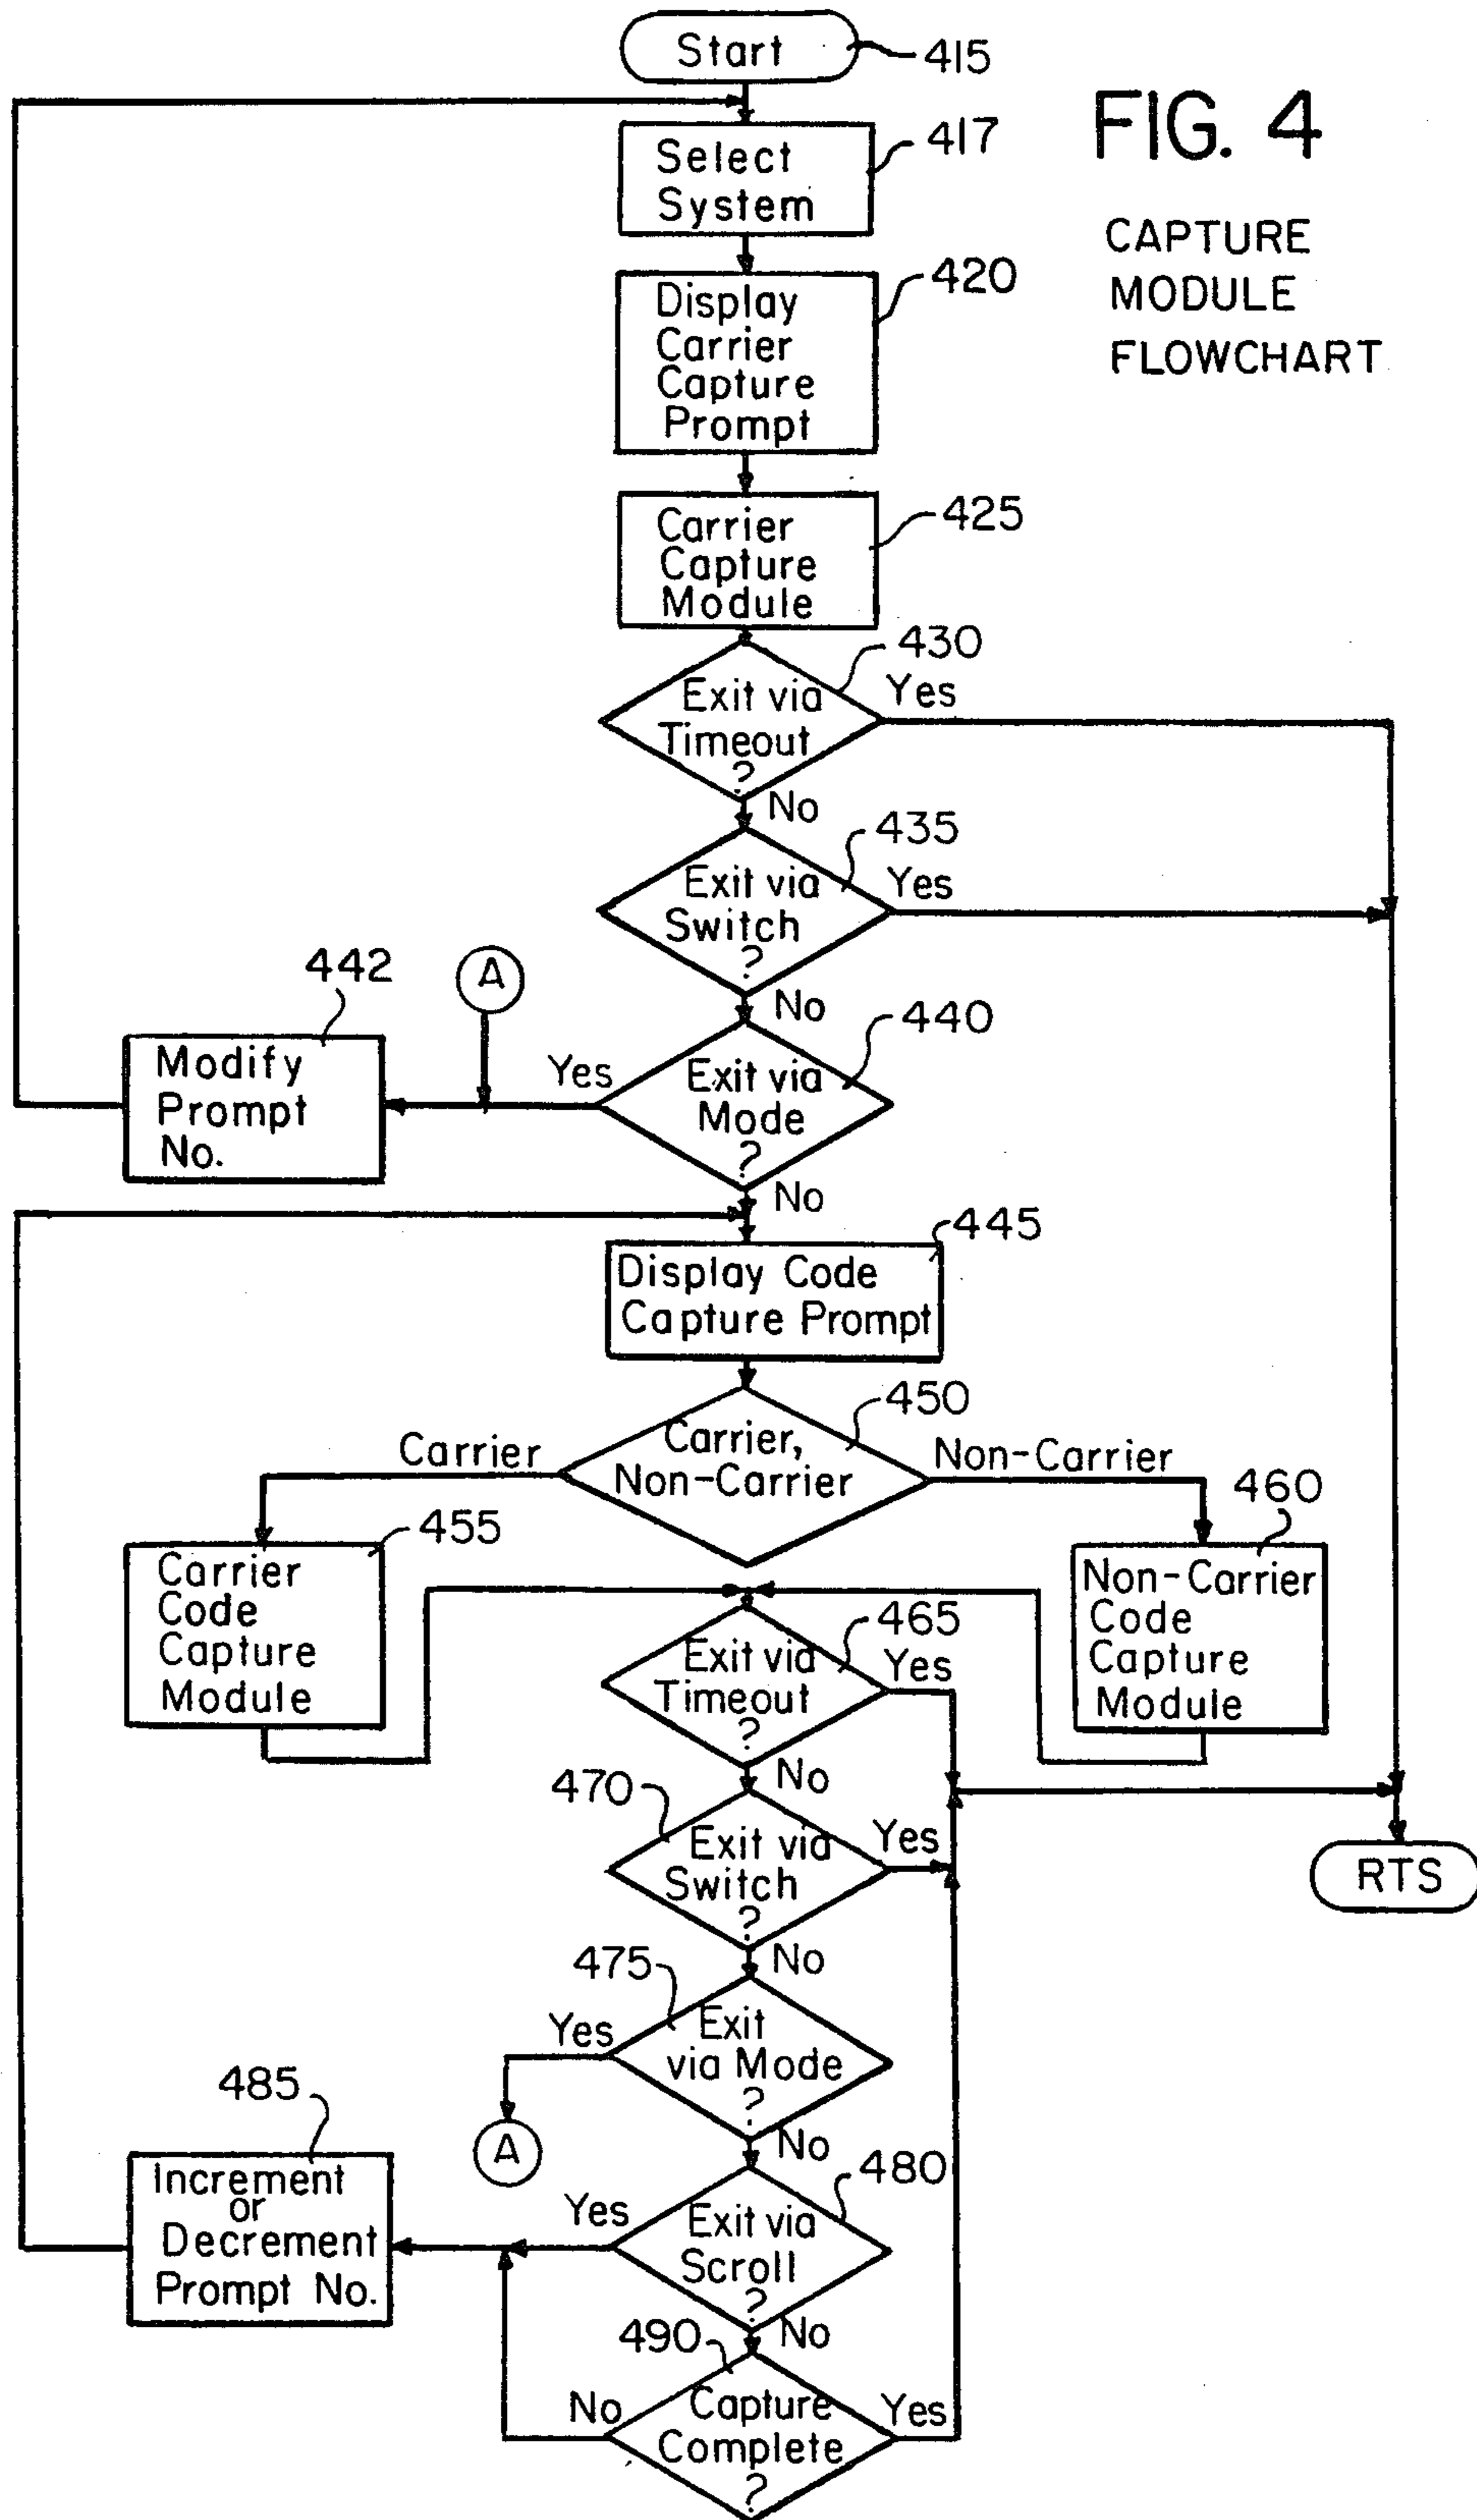 Start
415
FIG. 4
CAPTURE
MODULE
FLOWCHART
Select
System
417
Display
Carrier
Capture
Prompt
420
Carrier
Capture
Module
425
Exit via
Timeout
?
430
Yes
No
Exit via
Switch
?
435
Yes
No
442
A
Modify
Prompt
No.
Yes
Exit via
Mode
?
440
No
Display Code
Capture Prompt
445
Carrier,
Non-Carrier
450
Carrier
Non-Carrier
455
460
Carrier
Code
Capture
Module
Non-Carrier
Code
Capture
Module
Exit via
Timeout
?
465
Yes
No
470
Exit via
Switch
?
Yes
No
RTS
475
Exit
via Mode
?
Yes
No
A
485
Increment
or
Decrement
Prompt No.
Yes
Exit via
Scroll
?
480
No
490
Capture
Complete
?
No
Yes